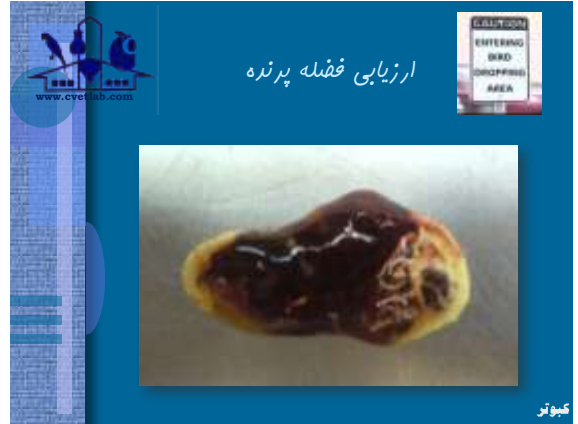 ارزیابی فضله پرنده
CAUTION
ENTERING
BIRD
DROPPING
AREA
www.cvetlab.com
کبوتر